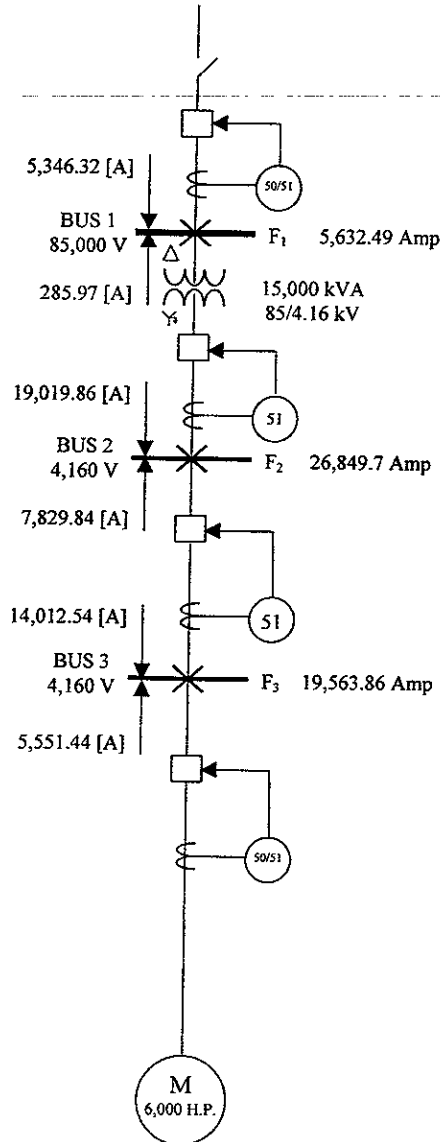 50/51
5,346.32 [A]
BUS 1
85,000 V
F1 5,632.49 Amp
Δ
285.97 [A]
15,000 kVA
85/4.16 kV
Y
19,019.86 [A]
51
BUS 2
4,160 V
F2 26,849.7 Amp
7,829.84 [A]
14,012.54 [A]
51
BUS 3
4,160 V
F3 19,563.86 Amp
5,551.44 [A]
50/51
M
6,000 H.P.